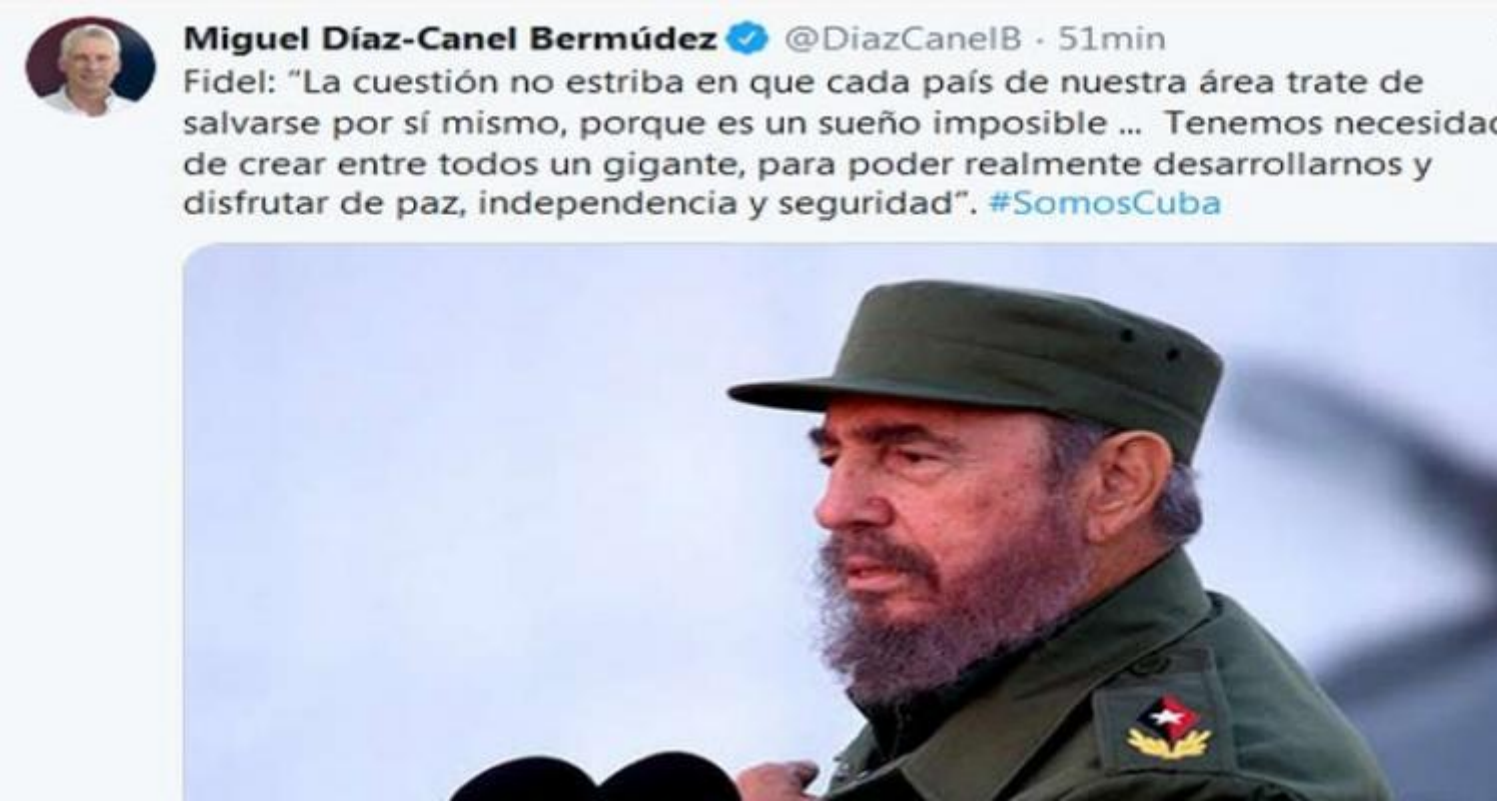 Miguel Díaz-Canel Bermúdez @DiazCanelB · 51min
Fidel: “La cuestión no estriba en que cada país de nuestra área trate de
salvarse por sí mismo, porque es un sueño imposible ... Tenemos necesidad
de crear entre todos un gigante, para poder realmente desarrollarnos y
disfrutar de paz, independencia y seguridad”. #SomosCuba